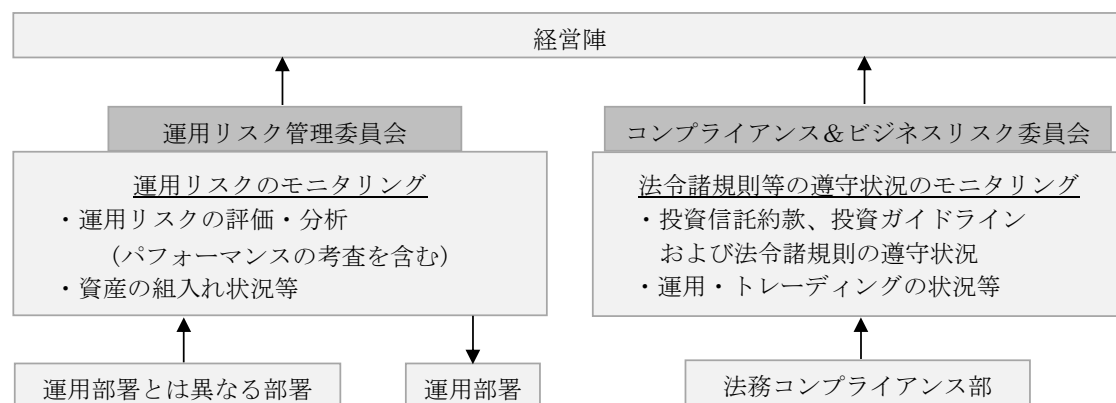 経営陣
運用リスク管理委員会
運用リスクのモニタリング
・運用リスクの評価・分析
（パフォーマンスの考査を含む）
・資産の組入れ状況等
コンプライアンス＆ビジネスリスク委員会
法令諸規則等の遵守状況のモニタリング
・投資信託約款、投資ガイドライン
および法令諸規則の遵守状況
・運用・トレーディングの状況等
運用部署とは異なる部署
運用部署
法務コンプライアンス部